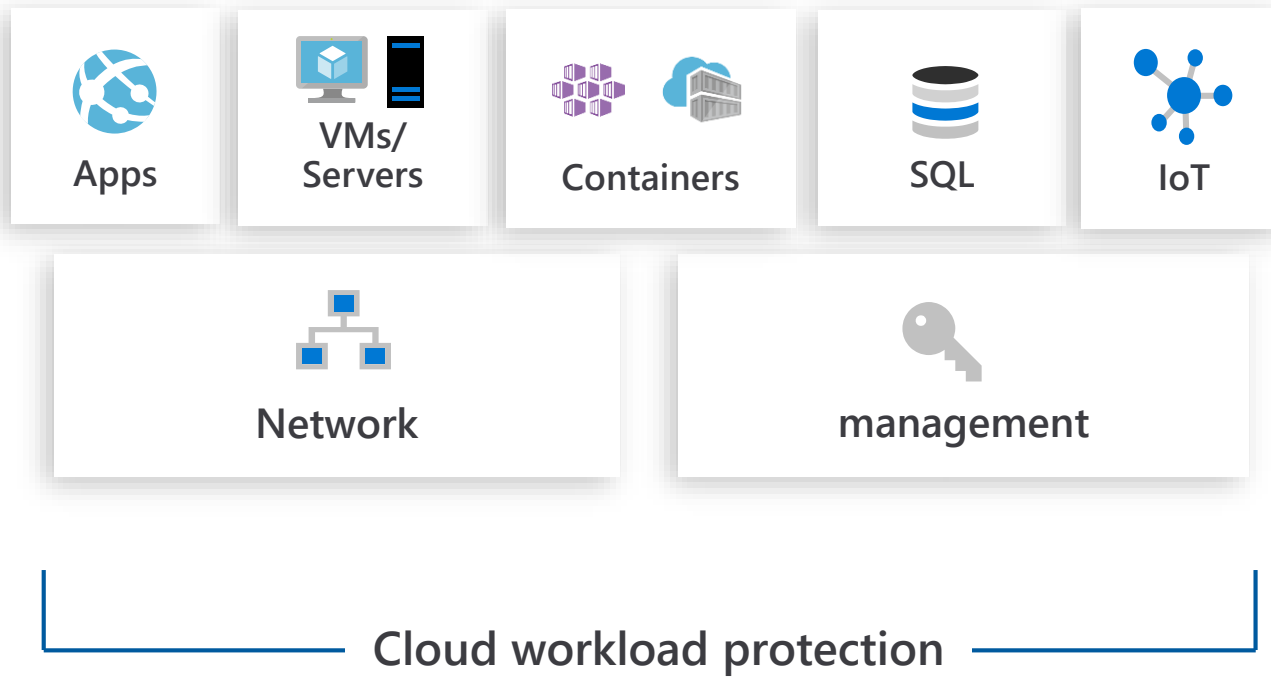 Apps
VMs/
Servers
Containers
SQL
IoT
Network
management
Cloud workload protection